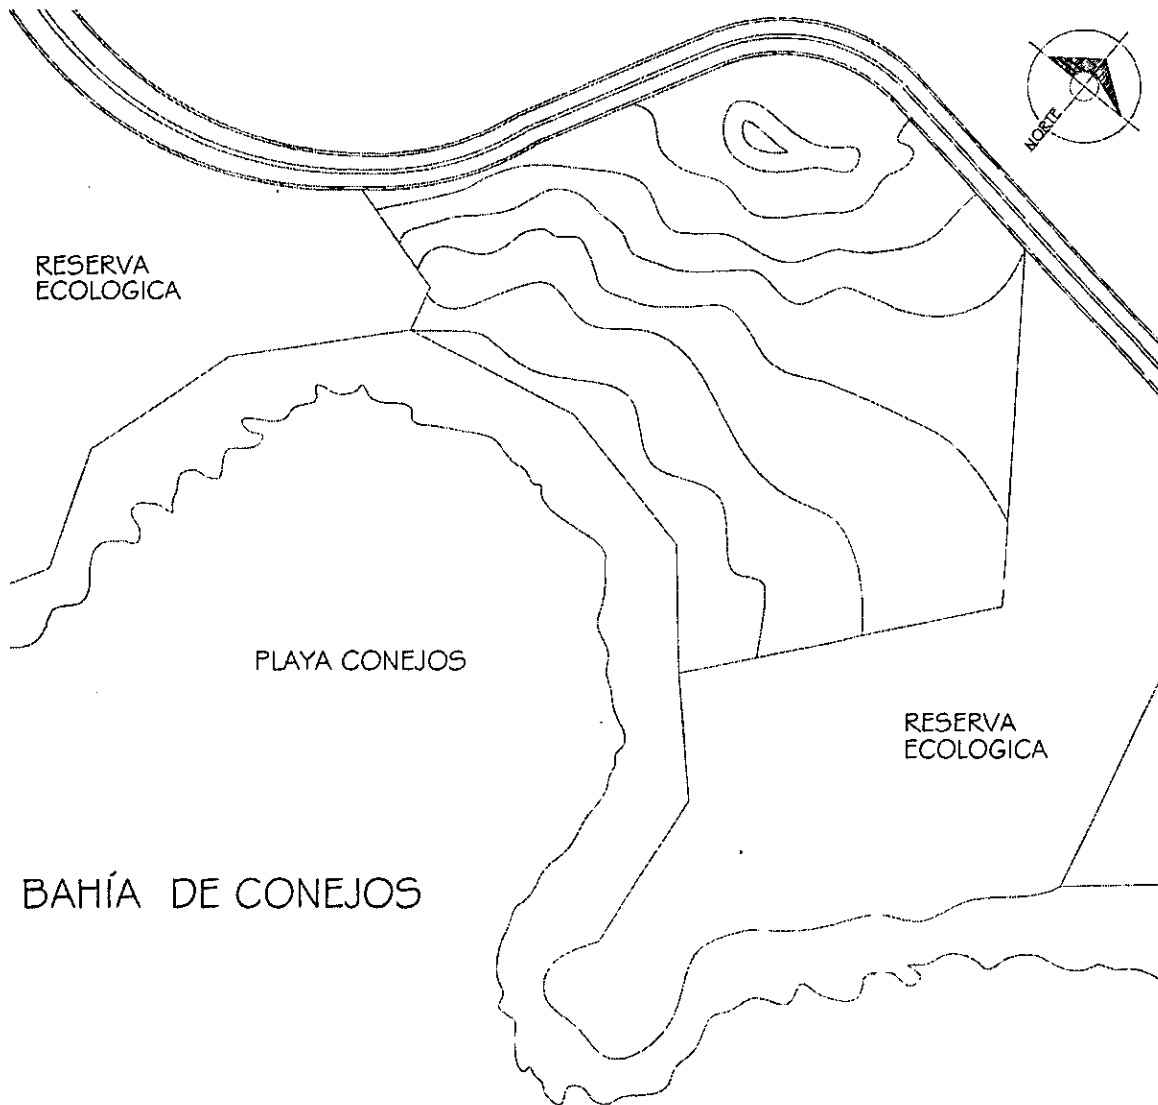 NORTE
RESERVA
ECOLOGICA
PLAYA CONEJOS
RESERVA
ECOLOGICA
BAHÍA DE CONEJOS